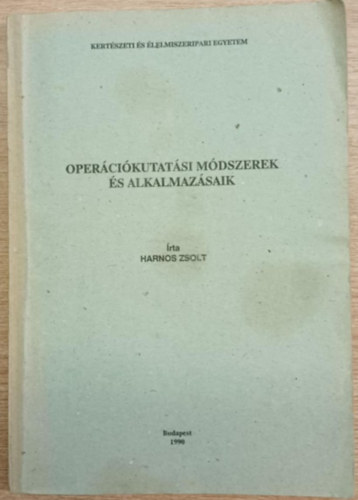 KERTÉSZETI ÉS ÉLELMISZERIPARI EGYETEM
OPERÁCIÓKUTATÁSI MÓDSZEREK
ÉS ALKALMAZÁSAIK
Írta
HARNOS ZSOLT
Budapest
1990